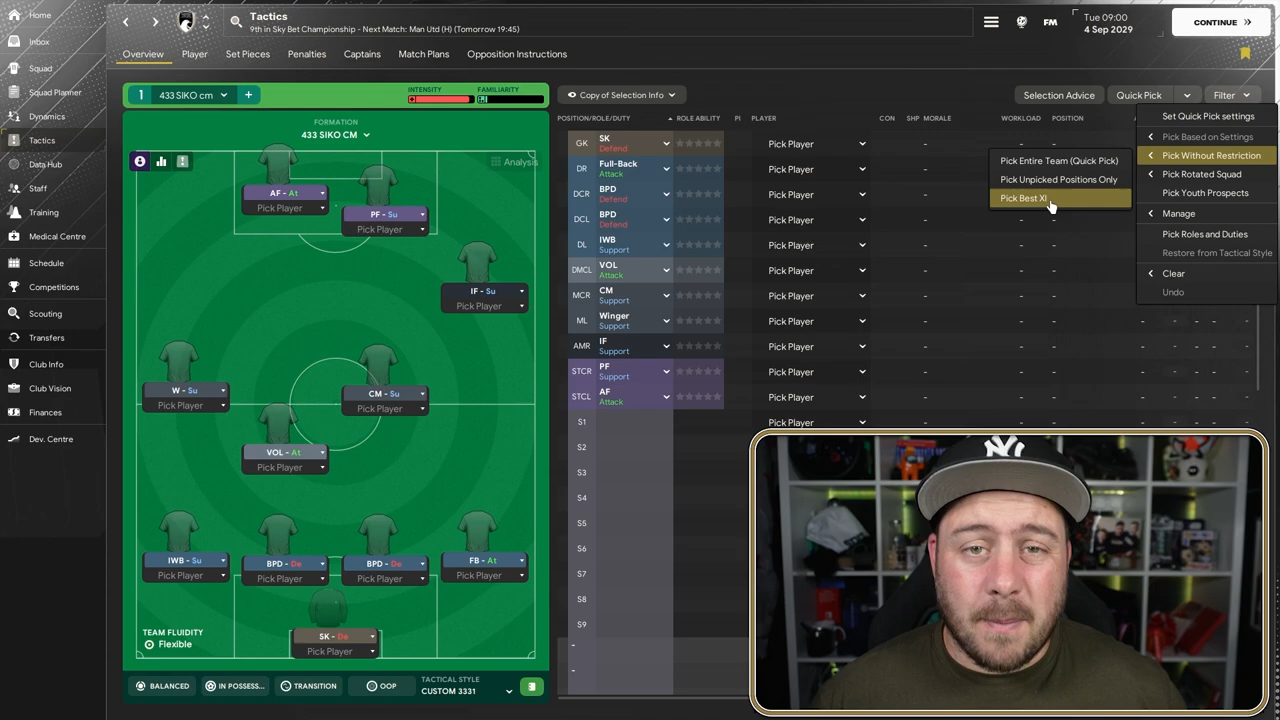 Home
Inbox
Squad
Squad Planner
Dynamics
Tactics
Data Hub
Staff
Training
Medical Centre
Schedule
Competitions
Scouting
Transfers
Club Info
Club Vision
Finances
Dev. Centre
Tactics
9th in Sky Bet Championship - Next Match: Man Utd (H) (Tomorrow 19:45)
FM
Tue 09:00
4 Sep 2029
CONTINUE
Overview
Player
Set Pieces
Penalties
Captains
Match Plans
Opposition Instructions
1
433 SIKO cm
+
INTENSITY
FAMILIARITY
FORMATION
433 SIKO CM
Analysis
AF - At
Pick Player
PF - Su
Pick Player
IF - Su
Pick Player
W - Su
Pick Player
CM - Su
Pick Player
VOL - At
Pick Player
IWB - Su
Pick Player
BPD - De
Pick Player
BPD - De
Pick Player
FB - At
Pick Player
SK - De
Pick Player
TEAM FLUIDITY
Flexible
BALANCED
IN POSSESS...
TRANSITION
OOP
TACTICAL STYLE
CUSTOM 3331
Copy of Selection Info
Selection Advice
Quick Pick
Filter
POSITION/ROLE/DUTY
ROLE ABILITY
PI
PLAYER
CON
SHP
MORALE
WORKLOAD
POSITION
GK
SK
Defend
Pick Player
DR
Full-Back
Attack
Pick Player
DCR
BPD
Defend
Pick Player
DCL
BPD
Defend
Pick Player
DL
IWB
Support
Pick Player
DMCL
VOL
Attack
Pick Player
MCR
CM
Support
Pick Player
ML
Winger
Support
Pick Player
AMR
IF
Support
Pick Player
STCR
PF
Support
Pick Player
STCL
AF
Attack
Pick Player
S1
Pick Player
S2
S3
S4
S5
S6
S7
S8
S9
Pick Entire Team (Quick Pick)
Pick Unpicked Positions Only
Pick Best XI
Set Quick Pick settings
Pick Based on Settings
Pick Without Restriction
Pick Rotated Squad
Pick Youth Prospects
Manage
Pick Roles and Duties
Restore from Tactical Style
Clear
Undo